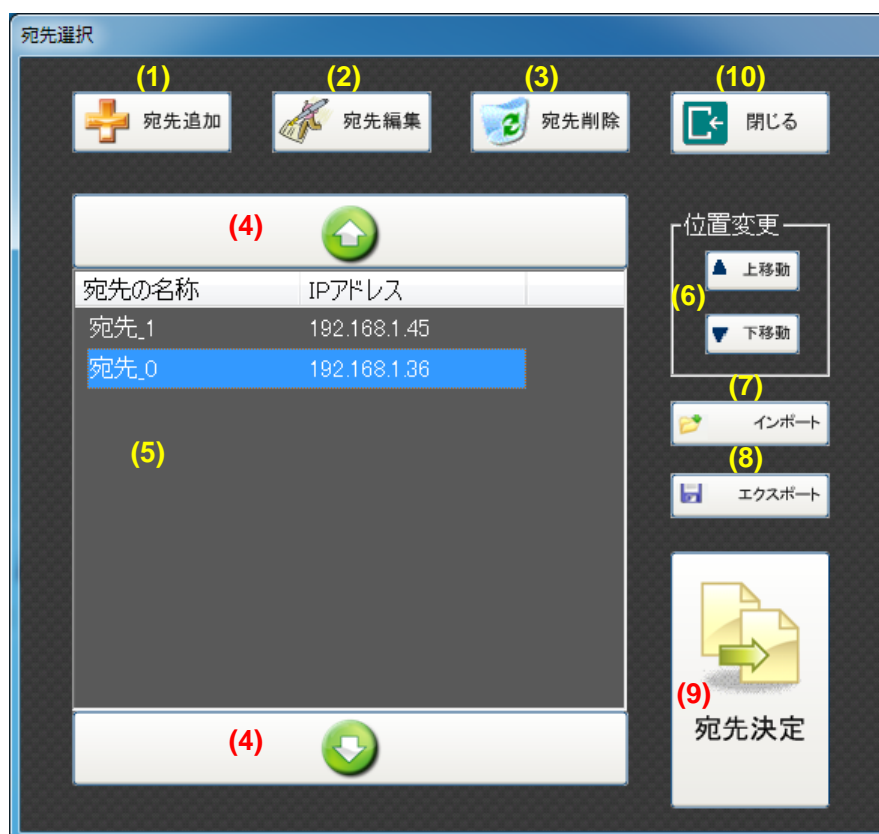 宛先選択
(1) (2) (3) (10)
宛先追加 宛先編集 宛先削除 閉じる
(4)
位置変更
上移動
(6)
下移動
宛先の名称 IPアドレス
宛先_1 192.168.1.45
宛先_0 192.168.1.36
(5)
(7)
インポート
(8)
エクスポート
(9)
宛先決定
(4)